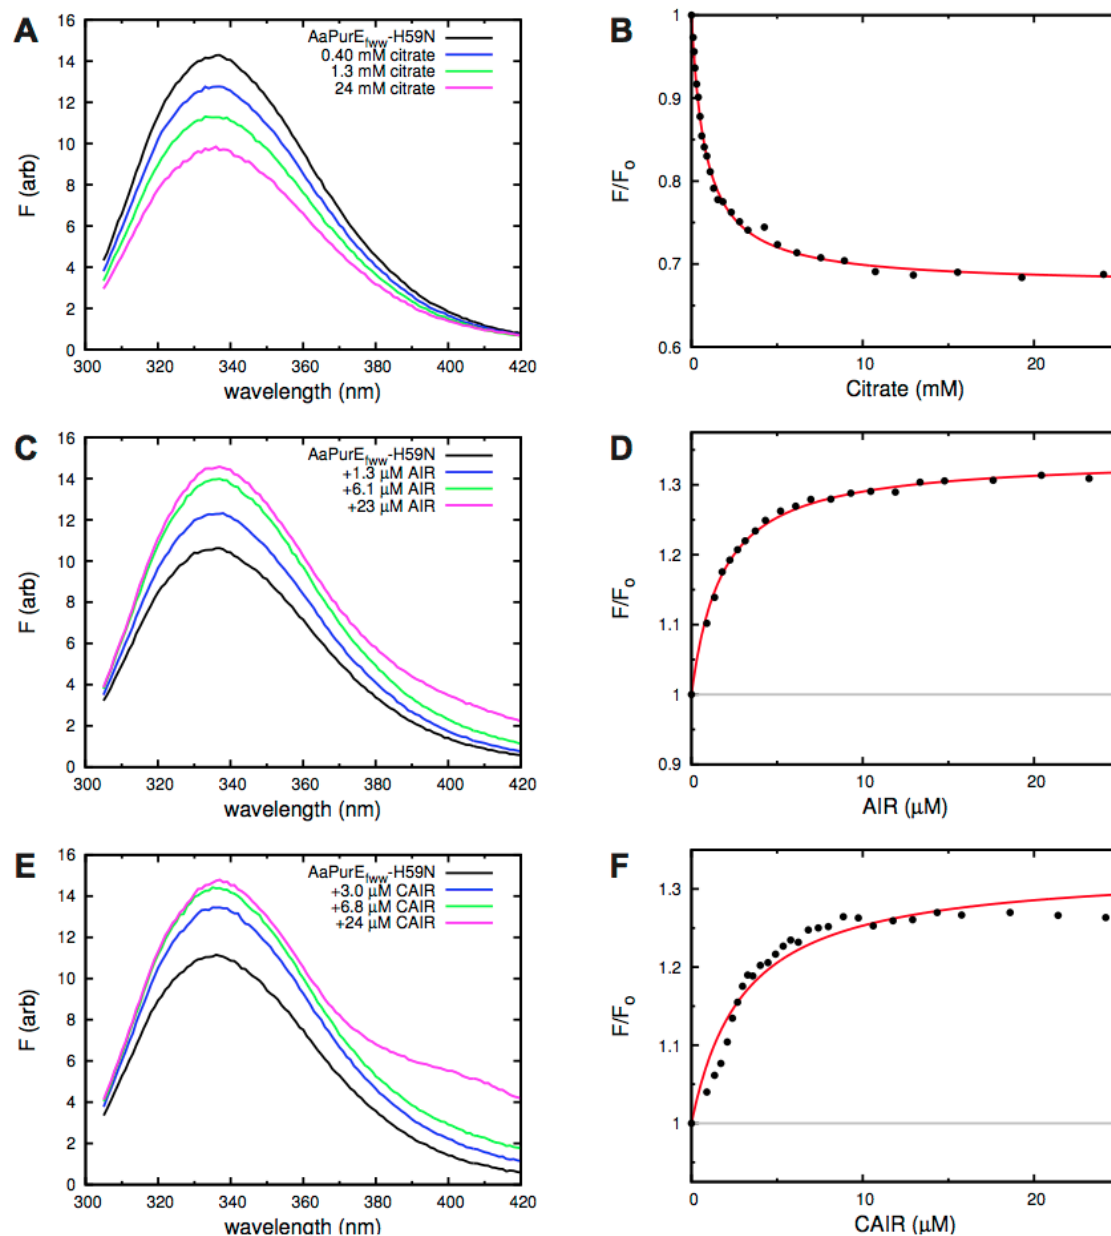 A
F (arb)
16
14
12
10
8
6
4
2
0
AaPurEfww-H59N
0.40 mM citrate
1.3 mM citrate
24 mM citrate
300 320 340 360 380 400 420
wavelength (nm)
B
F/Fo
1
0.9
0.8
0.7
0.6
0 10 20
Citrate (mM)
C
F (arb)
16
14
12
10
8
6
4
2
0
AaPurEfww-H59N
+1.3 µM AIR
+6.1 µM AIR
+23 µM AIR
300 320 340 360 380 400 420
wavelength (nm)
D
F/Fo
1.3
1.2
1.1
1
0.9
0 10 20
AIR (µM)
E
F (arb)
16
14
12
10
8
6
4
2
0
AaPurEfww-H59N
+3.0 µM CAIR
+6.8 µM CAIR
+24 µM CAIR
300 320 340 360 380 400 420
wavelength (nm)
F
F/Fo
1.3
1.2
1.1
1
0 10 20
CAIR (µM)